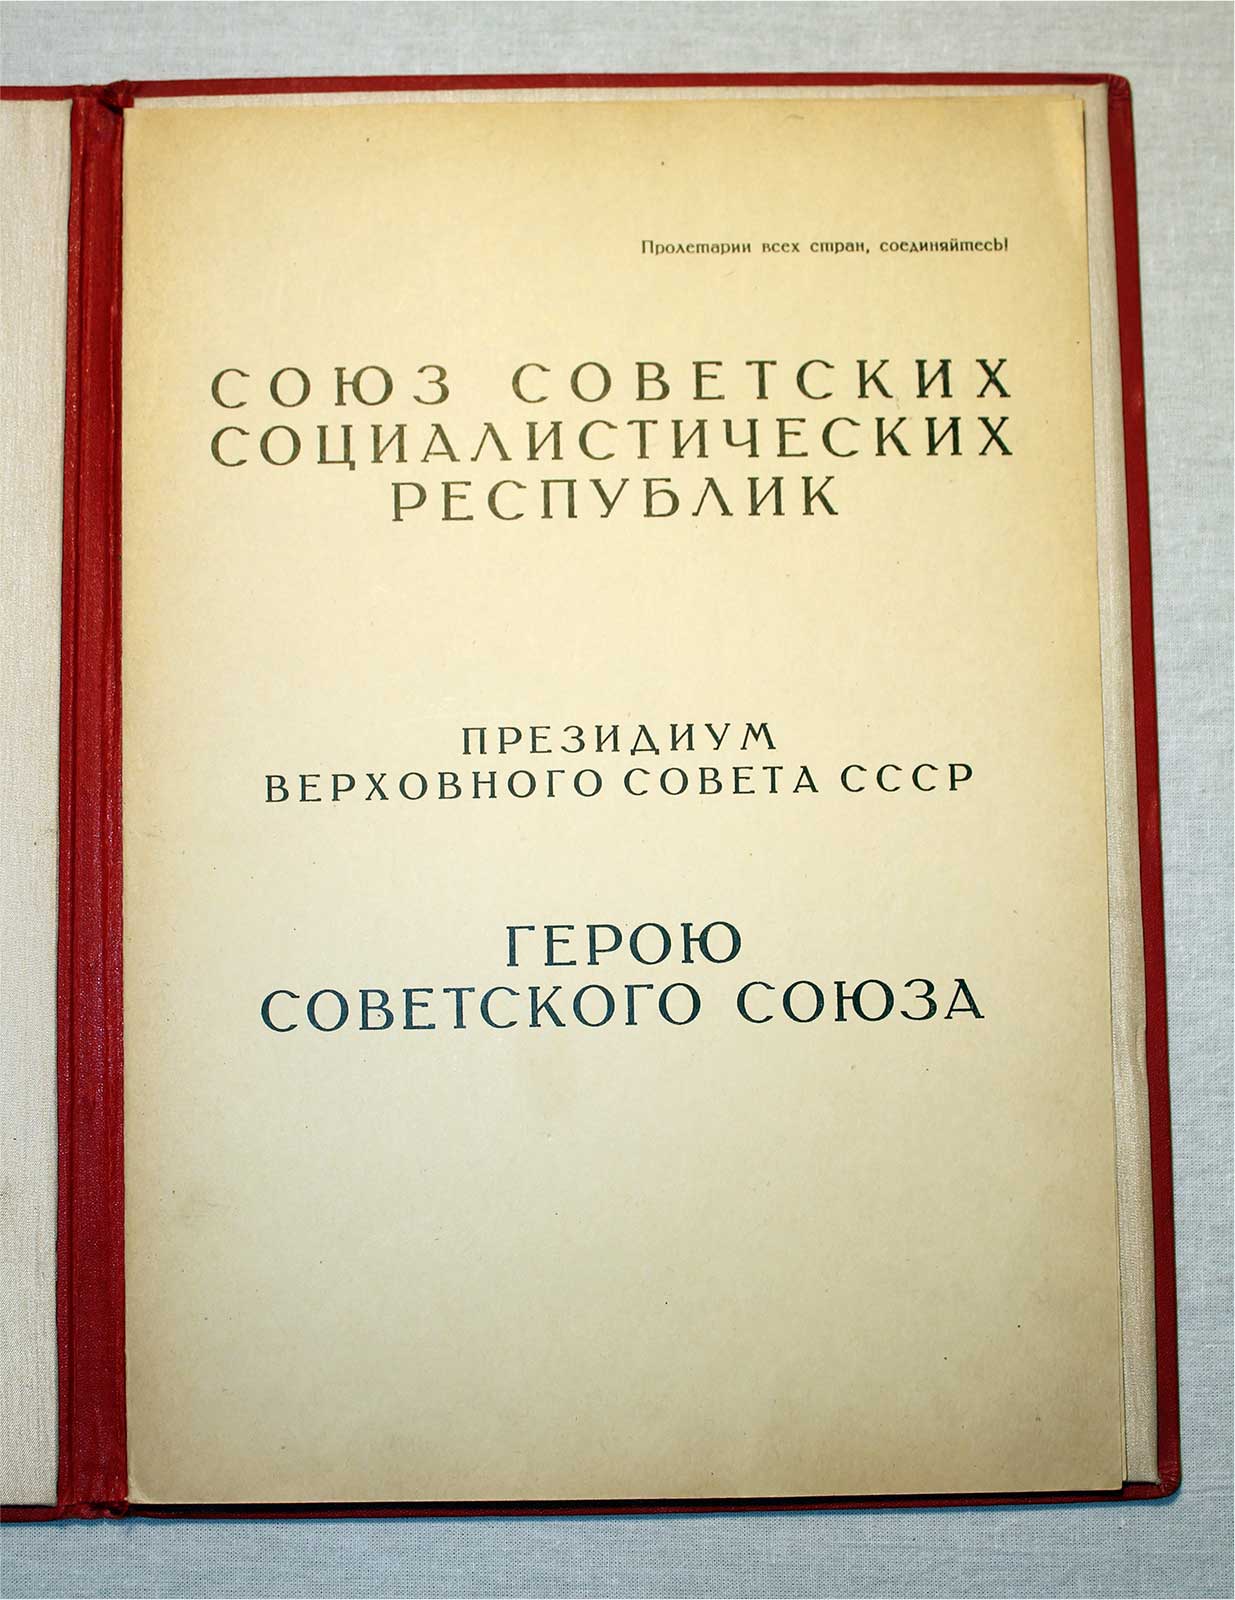 Пролетарии всех стран, соединяйтесь!
СОЮЗ СОВЕТСКИХ
СОЦИАЛИСТИЧЕСКИХ
РЕСПУБЛИК
ПРЕЗИДИУМ
ВЕРХОВНОГО СОВЕТА СССР
ГЕРОЮ
СОВЕТСКОГО СОЮЗА